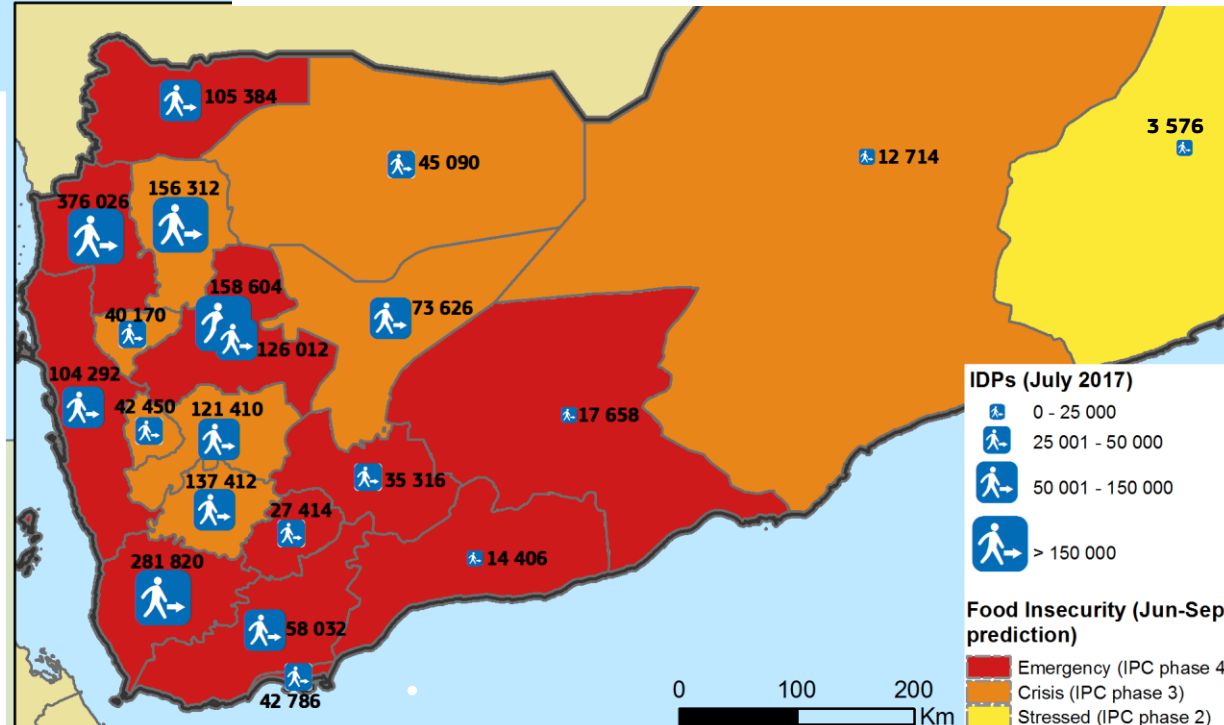 105 384
45 090
12 714
3 576
376 026
156 312
158 604
73 626
40 170
126 012
104 292
42 450
121 410
17 658
137 412
35 316
27 414
281 820
14 406
58 032
42 786
IDPs (July 2017)
0 - 25 000
25 001 - 50 000
50 001 - 150 000
> 150 000
Food Insecurity (Jun-Sep
prediction)
Emergency (IPC phase 4
Crisis (IPC phase 3)
Stressed (IPC phase 2)
0 100 200
Km